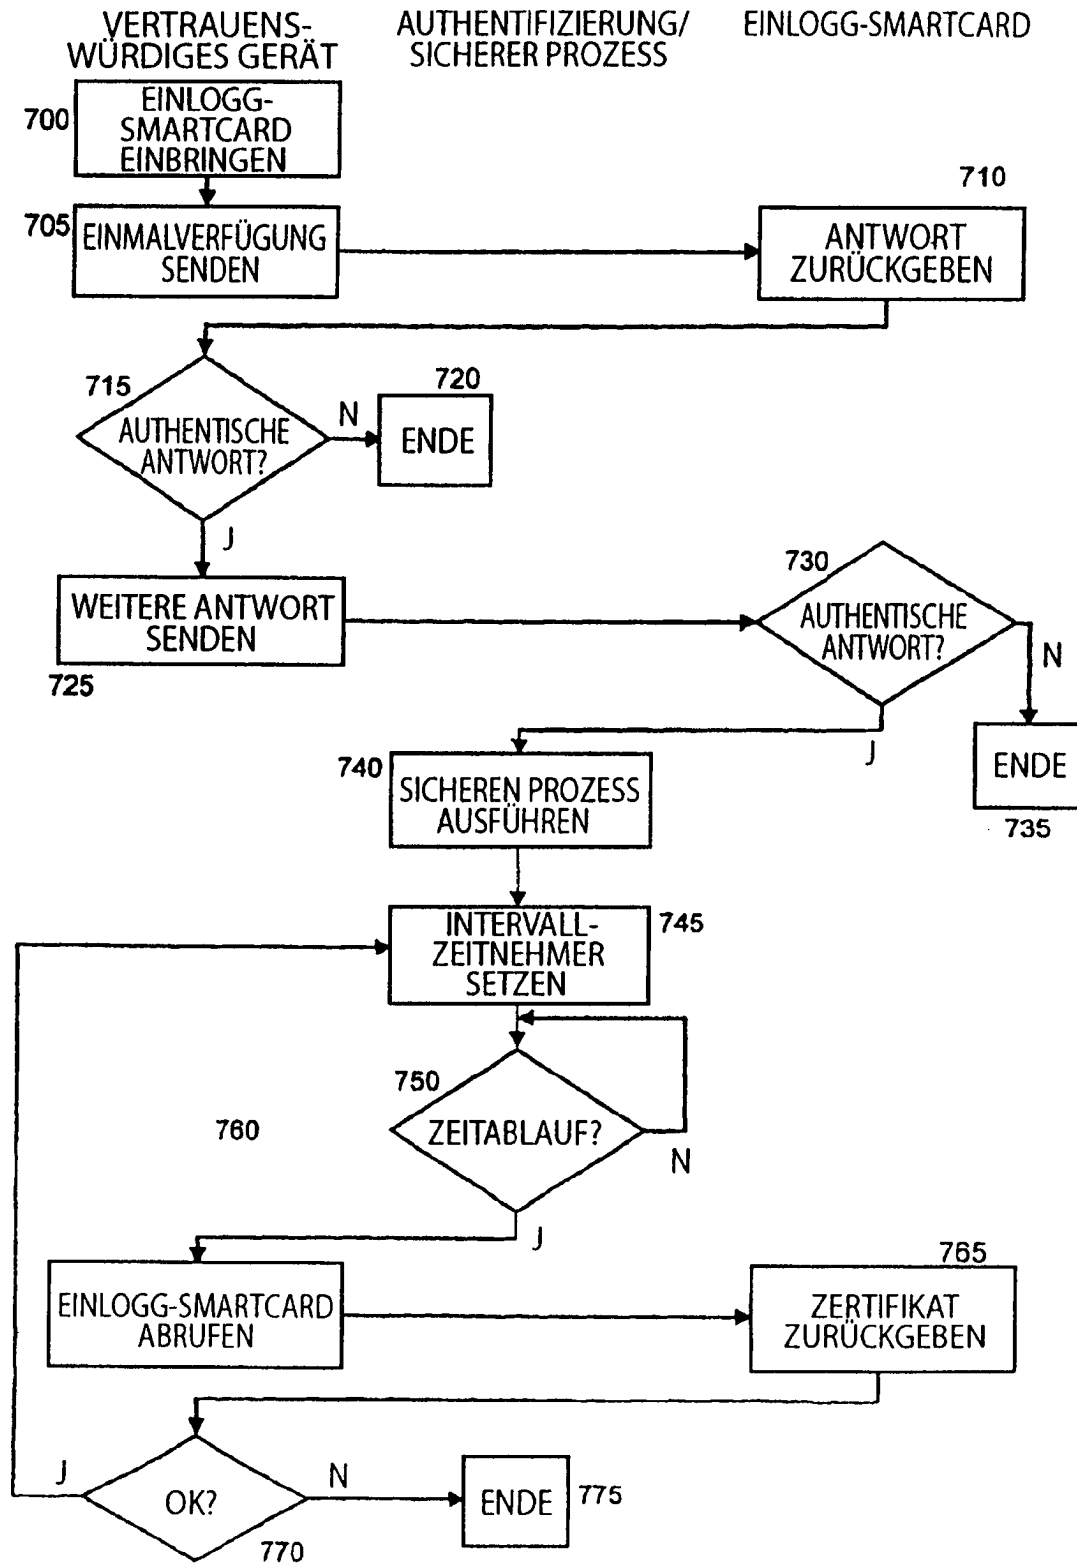 VERTRAUENS-
WÜRDIGES GERÄT
AUTHENTIFIZIERUNG/
SICHERER PROZESS
EINLOGG-SMARTCARD
700
EINLOGG-
SMARTCARD
EINBRINGEN
705
EINMALVERFÜGUNG
SENDEN
710
ANTWORT
ZURÜCKGEBEN
715
AUTHENTISCHE
ANTWORT?
N
720
ENDE
J
WEITERE ANTWORT
SENDEN
725
730
AUTHENTISCHE
ANTWORT?
N
J
ENDE
735
740
SICHEREN PROZESS
AUSFÜHREN
INTERVALL-
ZEITNEHMER
SETZEN
745
750
ZEITABLAUF?
N
760
J
EINLOGG-SMARTCARD
ABRUFEN
765
ZERTIFIKAT
ZURÜCKGEBEN
J
OK?
N
770
ENDE
775